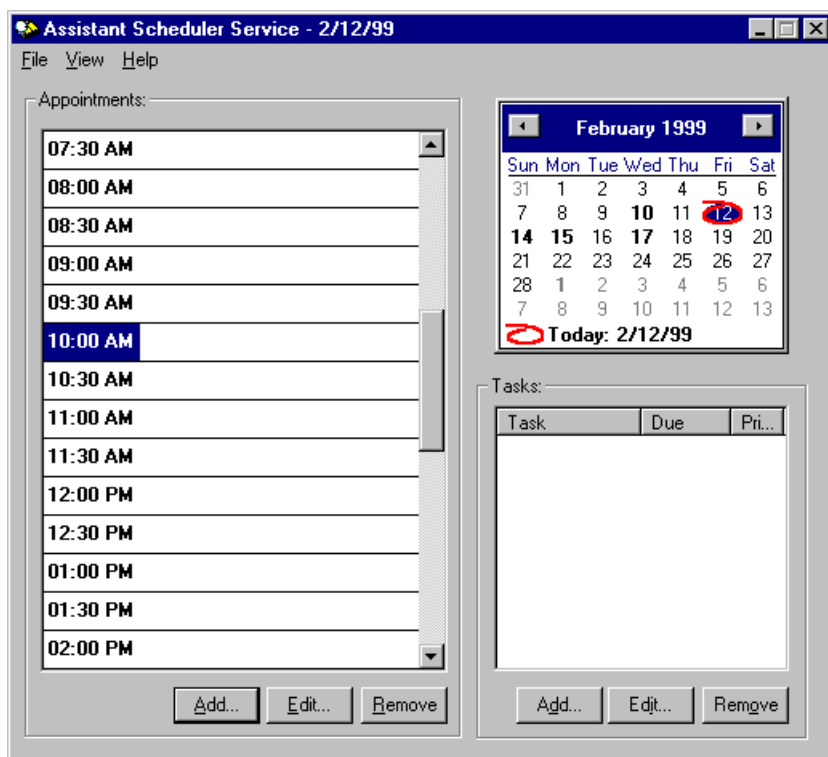 Assistant Scheduler Service - 2/12/99
File View Help
Appointments:
07:30 AM
08:00 AM
08:30 AM
09:00 AM
09:30 AM
10:00 AM
10:30 AM
11:00 AM
11:30 AM
12:00 PM
12:30 PM
01:00 PM
01:30 PM
02:00 PM
Add... Edit... Remove
February 1999
Sun Mon Tue Wed Thu Fri Sat
31 1 2 3 4 5 6
7 8 9 10 11 12 13
14 15 16 17 18 19 20
21 22 23 24 25 26 27
28 1 2 3 4 5 6
7 8 9 10 11 12 13
Today: 2/12/99
Tasks:
Task Due Pri...
Add... Edit... Remove